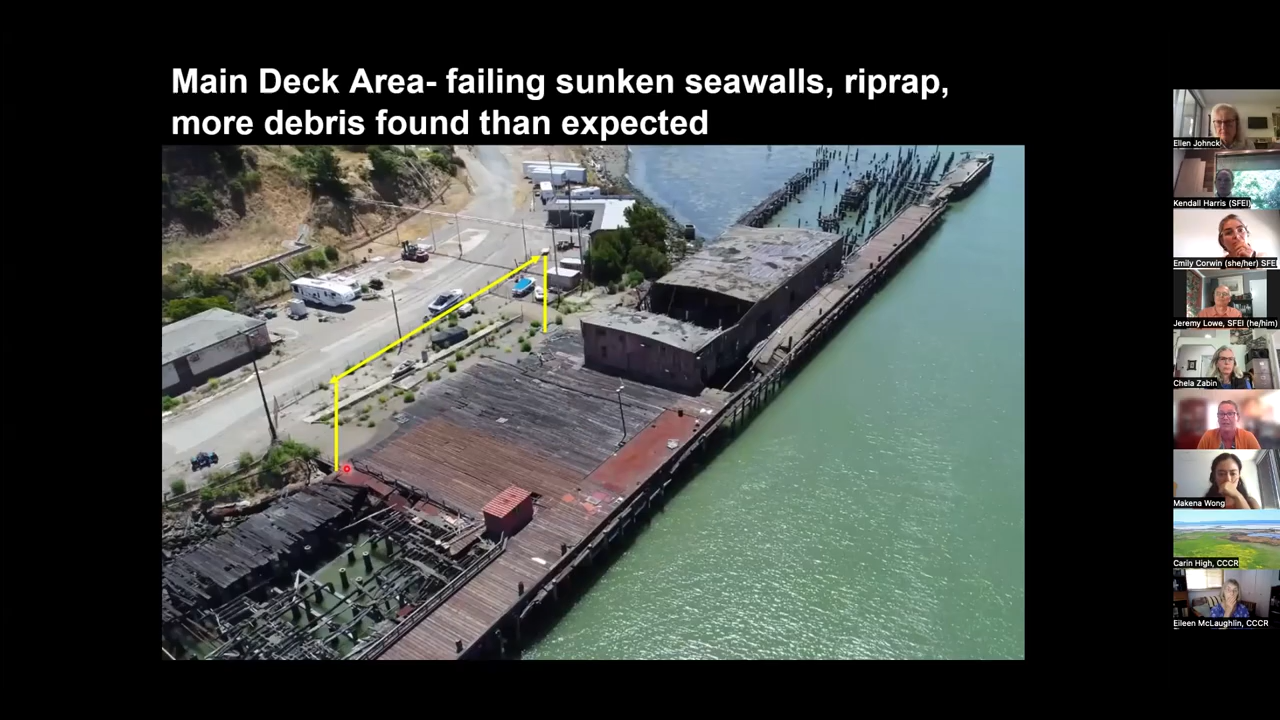 Main Deck Area- failing sunken seawalls, riprap,
more debris found than expected
Ellen Johnck
Kendall Harris (SFEI)
Emily Corwin (she/her) SFE
Jeremy Lowe, SFEI (he/him)
Chela Zabin
Makena Wong
Carin High, CCCR
Eileen McLaughlin, CCCR